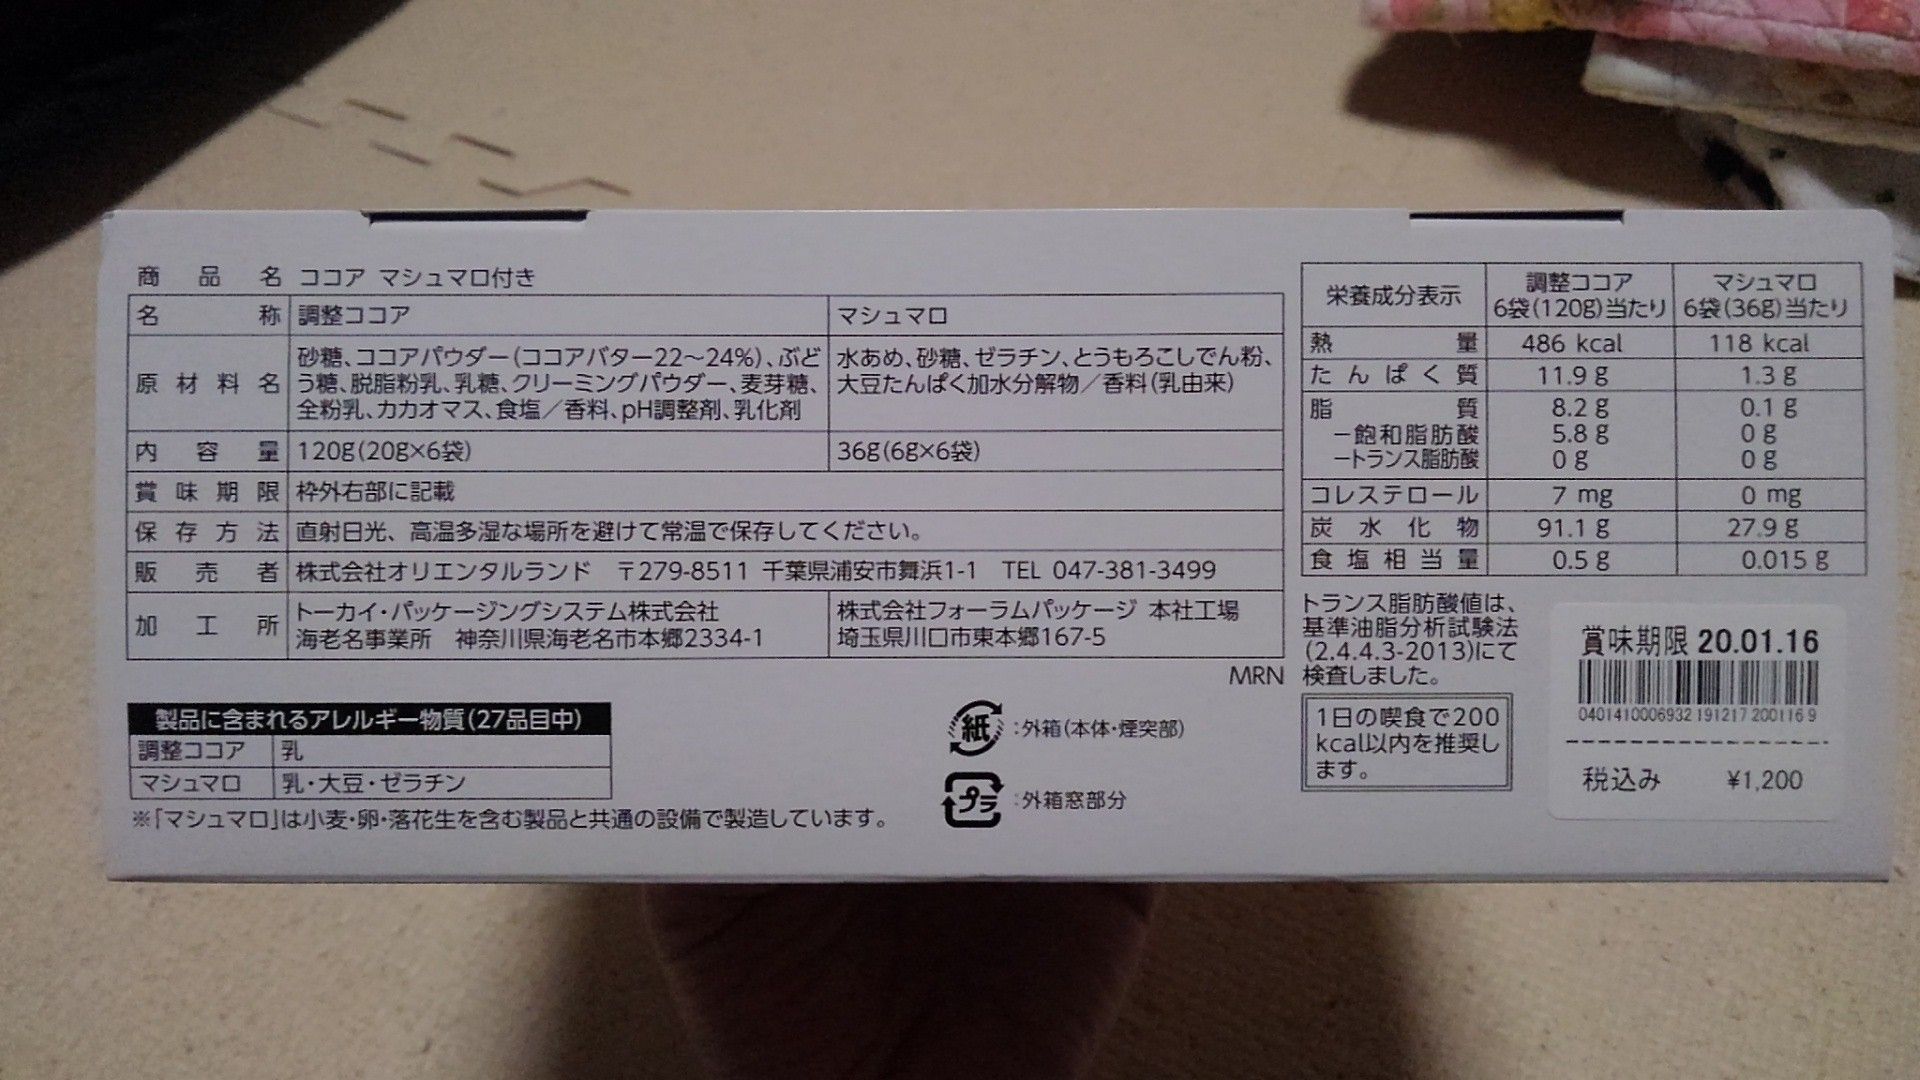 商品名 ココア マシュマロ付き
名称 調整ココア マシュマロ
原材料名
砂糖、ココアパウダー(ココアバター22～24%)、ぶど
う糖、脱脂粉乳、乳糖、クリーミングパウダー、麦芽糖、
全粉乳、カカオマス、食塩／香料、pH調整剤、乳化剤
水あめ、砂糖、ゼラチン、とうもろこしでん粉、
大豆たんぱく加水分解物／香料(乳由来)
内容量 120g(20g×6袋) 36g(6g×6袋)
賞味期限 枠外右部に記載
保存方法 直射日光、高温多湿な場所を避けて常温で保存してください。
販売者 株式会社オリエンタルランド 〒279-8511 千葉県浦安市舞浜1-1 TEL 047-381-3499
加工所
トーカイ・パッケージングシステム株式会社
海老名事業所 神奈川県海老名市本郷2334-1
株式会社フォーラムパッケージ 本社工場
埼玉県川口市東本郷167-5
MRN
製品に含まれるアレルギー物質(27品目中)
調整ココア 乳
マシュマロ 乳・大豆・ゼラチン
※「マシュマロ」は小麦・卵・落花生を含む製品と共通の設備で製造しています。
紙 :外箱(本体・煙突部)
プラ :外箱窓部分
栄養成分表示
調整ココア
6袋(120g)当たり
マシュマロ
6袋(36g)当たり
熱量 486 kcal 118 kcal
たんぱく質 11.9 g 1.3 g
脂質 8.2 g 0.1 g
－飽和脂肪酸 5.8 g 0 g
－トランス脂肪酸 0 g 0 g
コレステロール 7 mg 0 mg
炭水化物 91.1 g 27.9 g
食塩相当量 0.5 g 0.015 g
トランス脂肪酸値は、
基準油脂分析試験法
(2.4.4.3-2013)にて
検査しました。
1日の喫食で200
kcal以内を推奨し
ます。
賞味期限 20.01.16
0401410006932 191217 200116 9
税込み ¥1,200